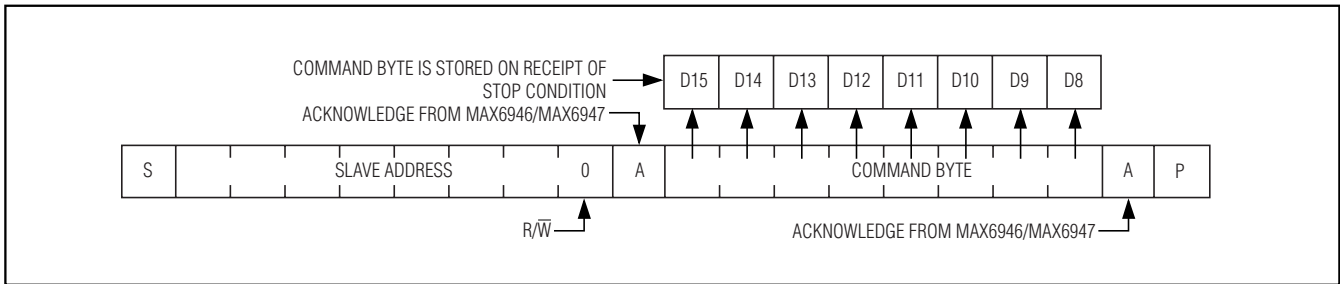 COMMAND BYTE IS STORED ON RECEIPT OF
STOP CONDITION
D15 D14 D13 D12 D11 D10 D9 D8
ACKNOWLEDGE FROM MAX6946/MAX6947
S SLAVE ADDRESS 0 A COMMAND BYTE A P
R/W̅
ACKNOWLEDGE FROM MAX6946/MAX6947